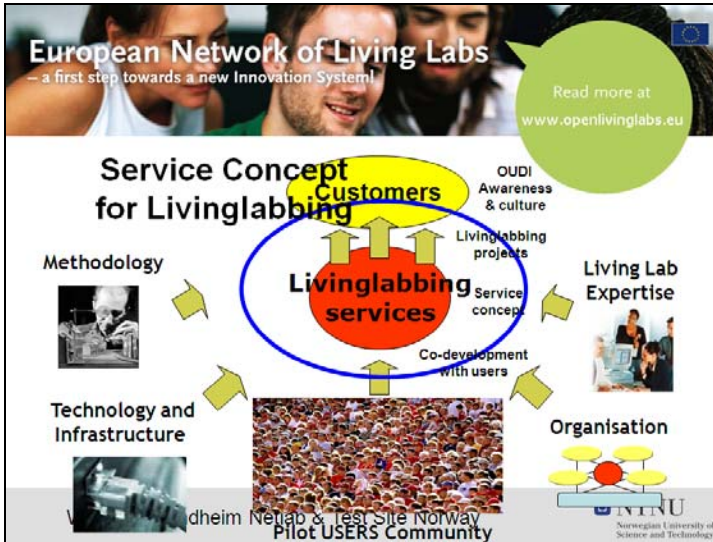 European Network of Living Labs
– a first step towards a new Innovation System!
Read more at
www.openlivinglabs.eu
Service Concept
for Livinglabbing
Customers
OUDI
Awareness
& culture
Livinglabbing
projects
Methodology
Livinglabbing
services
Service
concept
Living Lab
Expertise
Co-development
with users
Technology and
Infrastructure
Organisation
Netlab & Test Site Norway
Pilot USERS Community
NTNU
Norwegian University of
Science and Technology